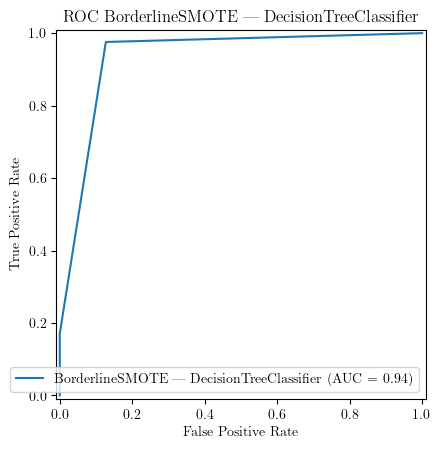 ROC BorderlineSMOTE — DecisionTreeClassifier
1.0
0.8
0.6
0.4
0.2
0.0
True Positive Rate
BorderlineSMOTE — DecisionTreeClassifier (AUC = 0.94)
0.0 0.2 0.4 0.6 0.8 1.0
False Positive Rate